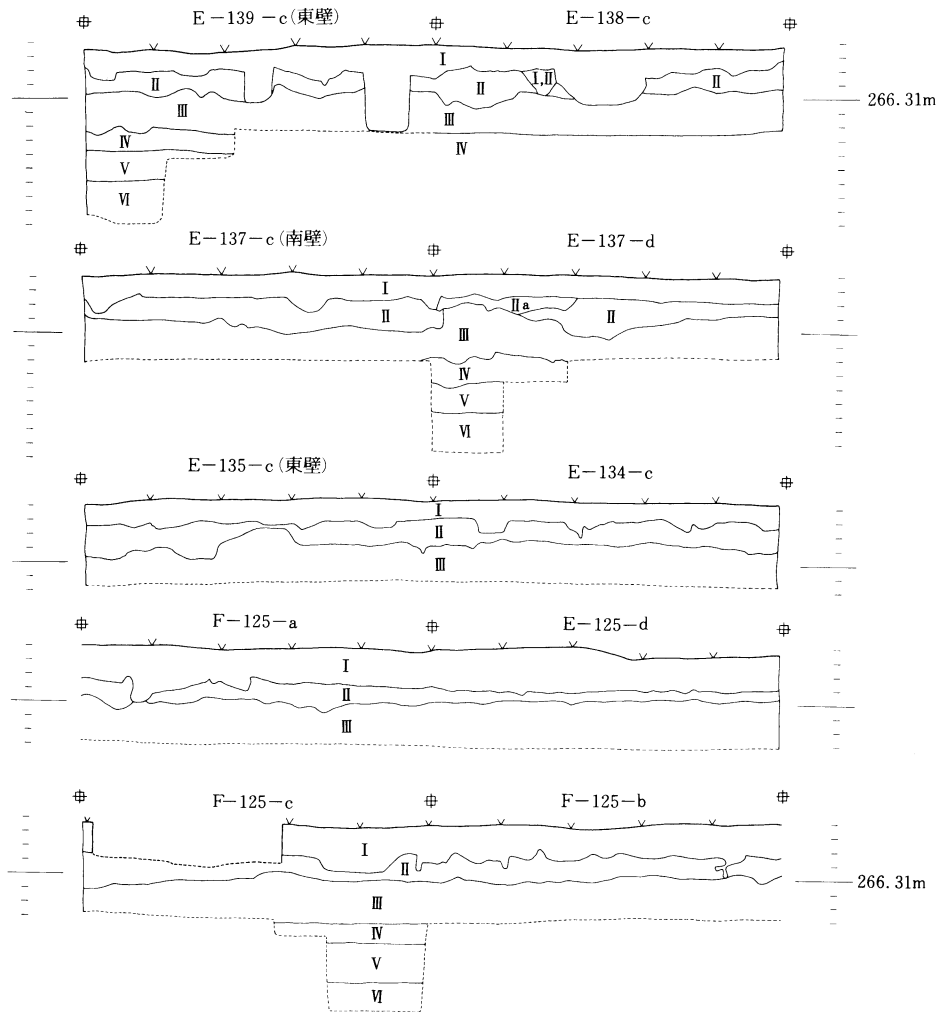 E-139-c(東壁) E-138-c
I
I,II
II II II
266.31m
III III
IV IV
V
VI
E-137-c(南壁) E-137-d
I
IIa
II II
III
IV
V
VI
E-135-c(東壁) E-134-c
I
II
III
F-125-a E-125-d
I
II
III
F-125-c F-125-b
I
II
266.31m
III
IV
V
VI